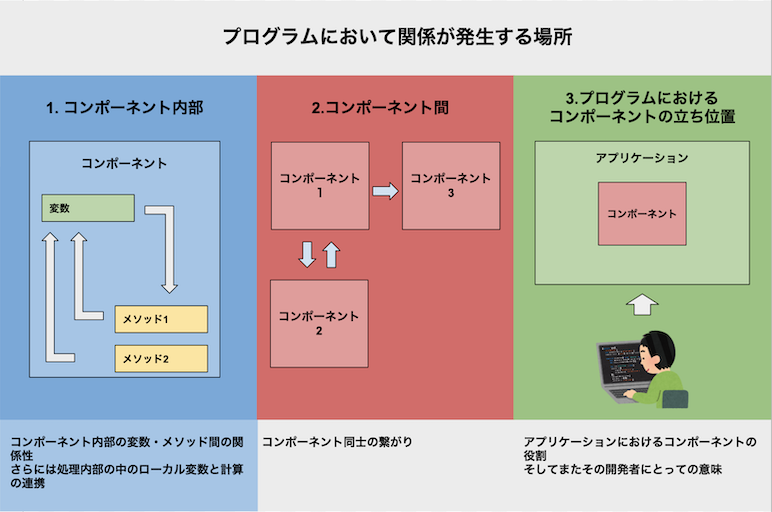 プログラムにおいて関係が発生する場所
1. コンポーネント内部
コンポーネント
変数
メソッド1
メソッド2
コンポーネント内部の変数・メソッド間の関
係性
さらには処理内部の中のローカル変数と計算
の連携
2.コンポーネント間
コンポーネント
1
コンポーネント
3
コンポーネント
2
コンポーネント同士の繋がり
3.プログラムにおける
コンポーネントの立ち位置
アプリケーション
コンポーネント
アプリケーションにおけるコンポーネントの
役割
そしてまたその開発者にとっての意味